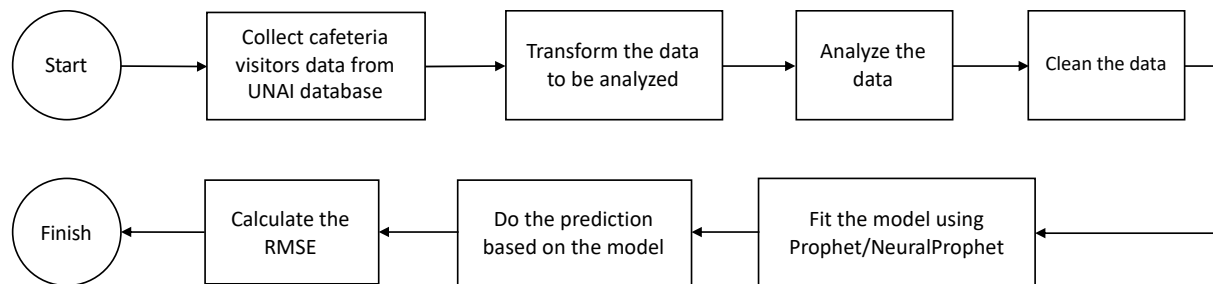 Start
Collect cafeteria
visitors data from
UNAI database
Transform the data
to be analyzed
Analyze the
data
Clean the data
Fit the model using
Prophet/NeuralProphet
Do the prediction
based on the model
Calculate the
RMSE
Finish